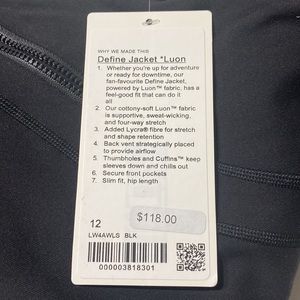 WHY WE MADE THIS
Define Jacket *Luon
1. Whether you're up for adventure
or ready for downtime, our
fan-favourite Define Jacket,
powered by Luon™ fabric, has a
feel-good fit that can do it
all
2. Our cottony-soft Luon™ fabric
is supportive, sweat-wicking,
and four-way stretch
3. Added Lycra® fibre for stretch
and shape retention
4. Back vent strategically placed
to provide airflow
5. Thumbholes and Cuffins™ keep
sleeves down and chills out
6. Secure front pockets
7. Slim fit, hip length
12
$118.00
LW4AWLS BLK
000003818301